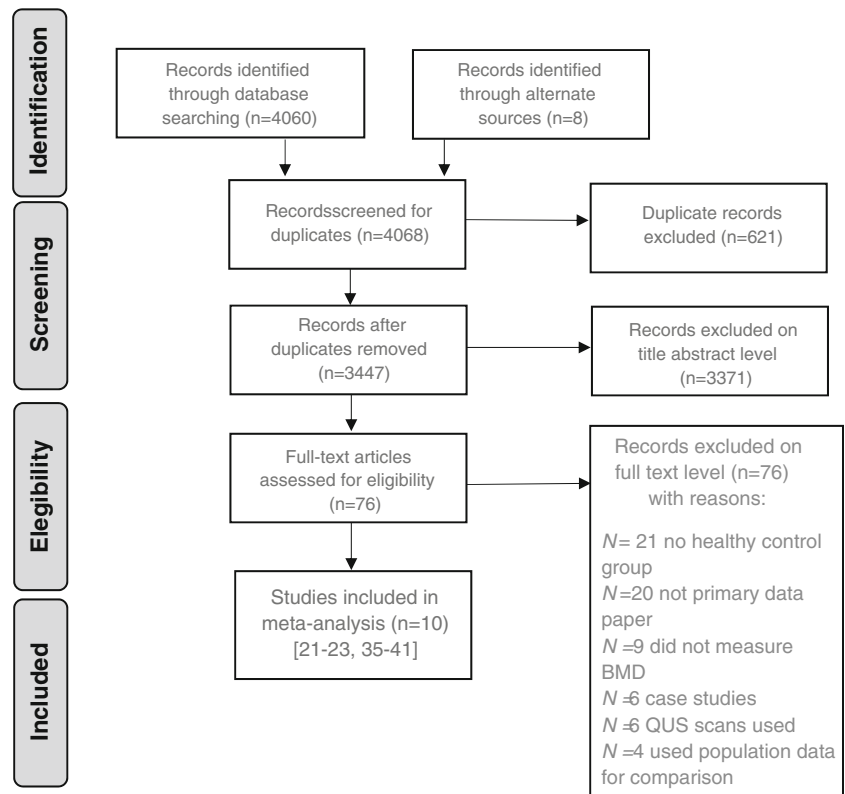 Identification
Records identified
through database
searching (n=4060)
Records identified
through alternate
sources (n=8)
Recordsscreened for
duplicates (n=4068)
Duplicate records
excluded (n=621)
Screening
Records after
duplicates removed
(n=3447)
Records excluded on
title abstract level
(n=3371)
Elegibility
Full-text articles
assessed for eligibility
(n=76)
Records excluded on
full text level (n=76)
with reasons:
N= 21 no healthy control
group
N=20 not primary data
paper
N =9 did not measure
BMD
N =6 case studies
N =6 QUS scans used
N =4 used population data
for comparison
Included
Studies included in
meta-analysis (n=10)
[21-23, 35-41]